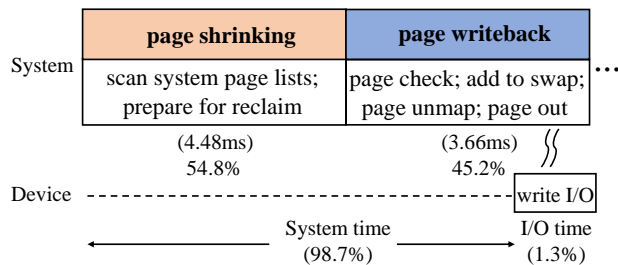 page shrinking
page writeback
System
scan system page lists;
prepare for reclaim
page check; add to swap;
page unmap; page out
...
(4.48ms)
54.8%
(3.66ms)
45.2%
Device
write I/O
System time
(98.7%)
I/O time
(1.3%)